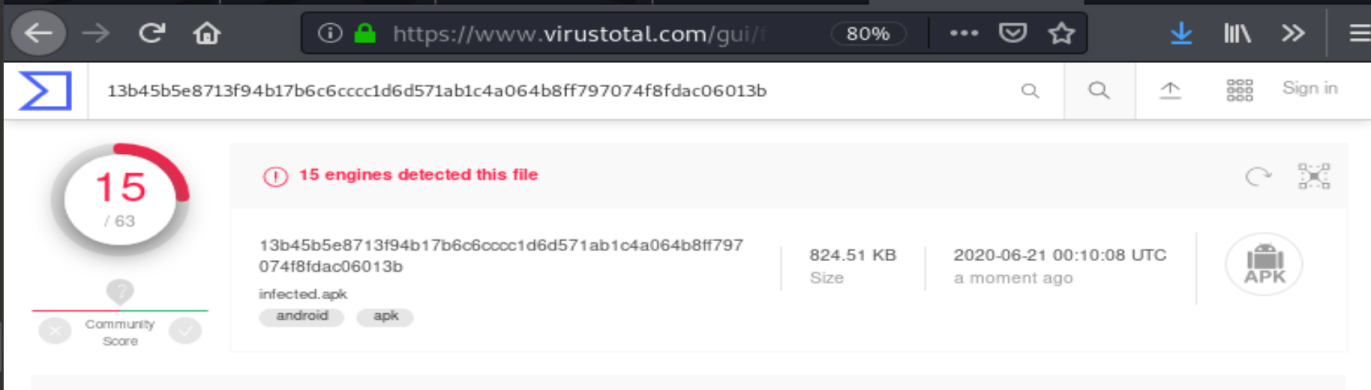 https://www.virustotal.com/gui/f
80%
13b45b5e8713f94b17b6c6cccc1d6d571ab1c4a064b8ff797074f8fdac06013b
Sign in
15
/ 63
15 engines detected this file
13b45b5e8713f94b17b6c6cccc1d6d571ab1c4a064b8ff797
074f8fdac06013b
infected.apk
android
apk
824.51 KB
Size
2020-06-21 00:10:08 UTC
a moment ago
APK
?
Community
Score